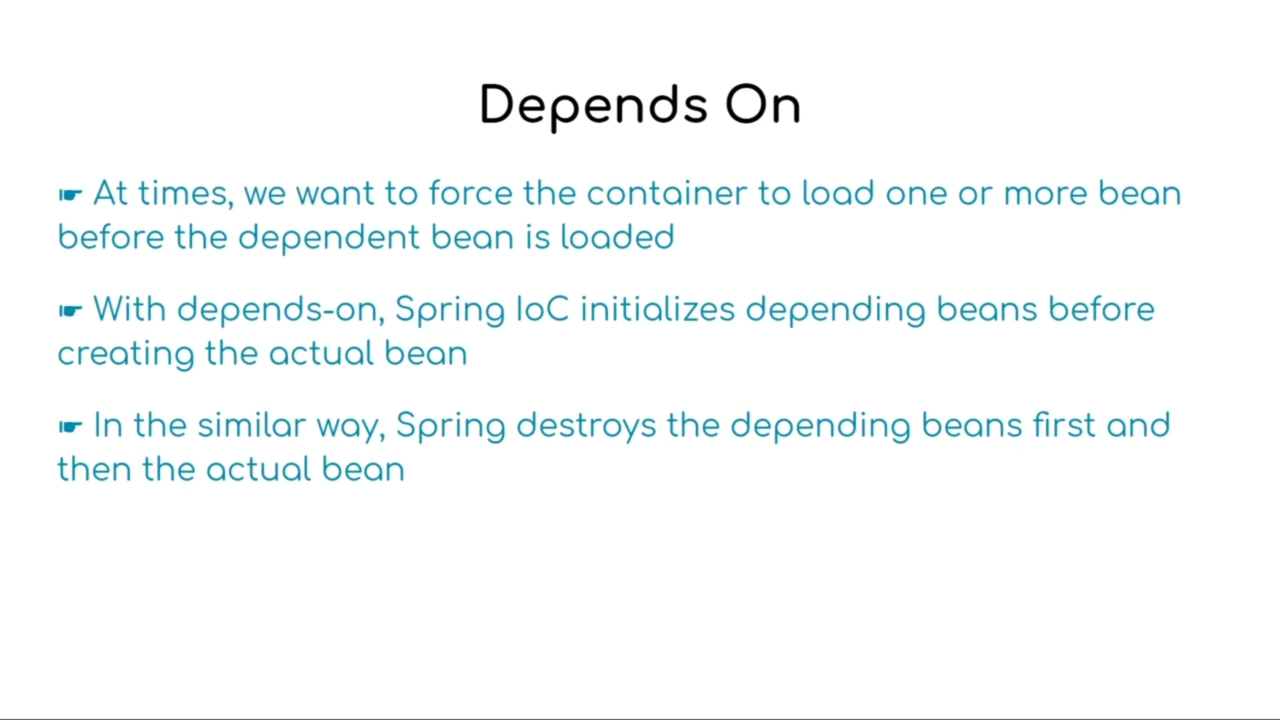 Depends On
☛ At times, we want to force the container to load one or more bean
before the dependent bean is loaded
☛ With depends-on, Spring IoC initializes depending beans before
creating the actual bean
☛ In the similar way, Spring destroys the depending beans first and
then the actual bean